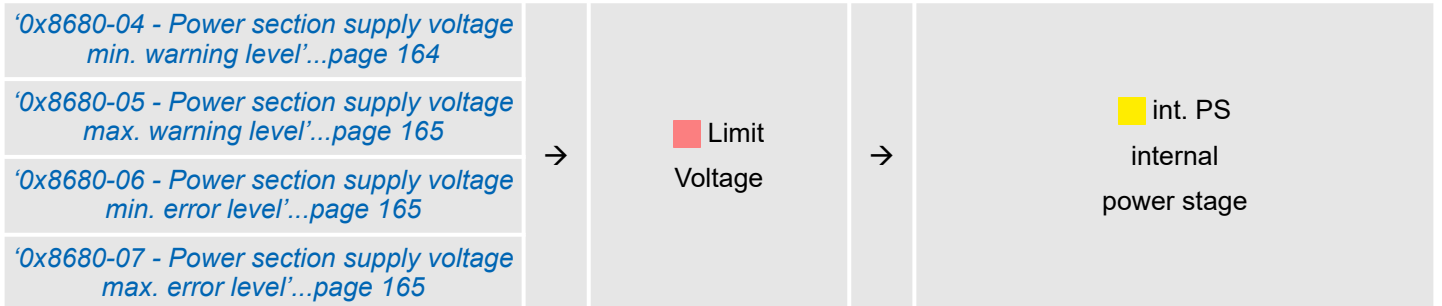 ‘0x8680-04 - Power section supply voltage
min. warning level’...page 164
‘0x8680-05 - Power section supply voltage
max. warning level’...page 165
‘0x8680-06 - Power section supply voltage
min. error level’...page 165
‘0x8680-07 - Power section supply voltage
max. error level’...page 165
→
Limit
Voltage
→
int. PS
internal
power stage